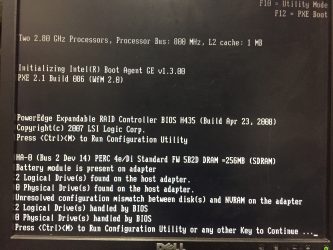 F10 = Utility Mode
F12 = PXE Boot
Two 2.80 GHz Processors, Processor Bus: 800 MHz, L2 cache: 1 MB
Initializing Intel(R) Boot Agent GE v1.3.00
PXE 2.1 Build 086 (WfM 2.0)
PowerEdge Expandable RAID Controller BIOS H435 (Build Apr 23, 2008)
Copyright(c) 2007 LSI Logic Corp.
Press <Ctrl><M> to Run Configuration Utility
HA-0 (Bus 2 Dev 14) PERC 4e/Di Standard FW 5B2D DRAM =256MB (SDRAM)
Battery module is present on adapter
2 Logical Drive(s) found on the host adapter.
0 Physical Drive(s) found on the host adapter.
Unresolved configuration mismatch between disk(s) and NVRAM on the adapter
2 Logical Drive(s) handled by BIOS
0 Physical Drive(s) handled by BIOS
Press <Ctrl><M> to Run Configuration Utility or any other Key to Continue ..._
DELL